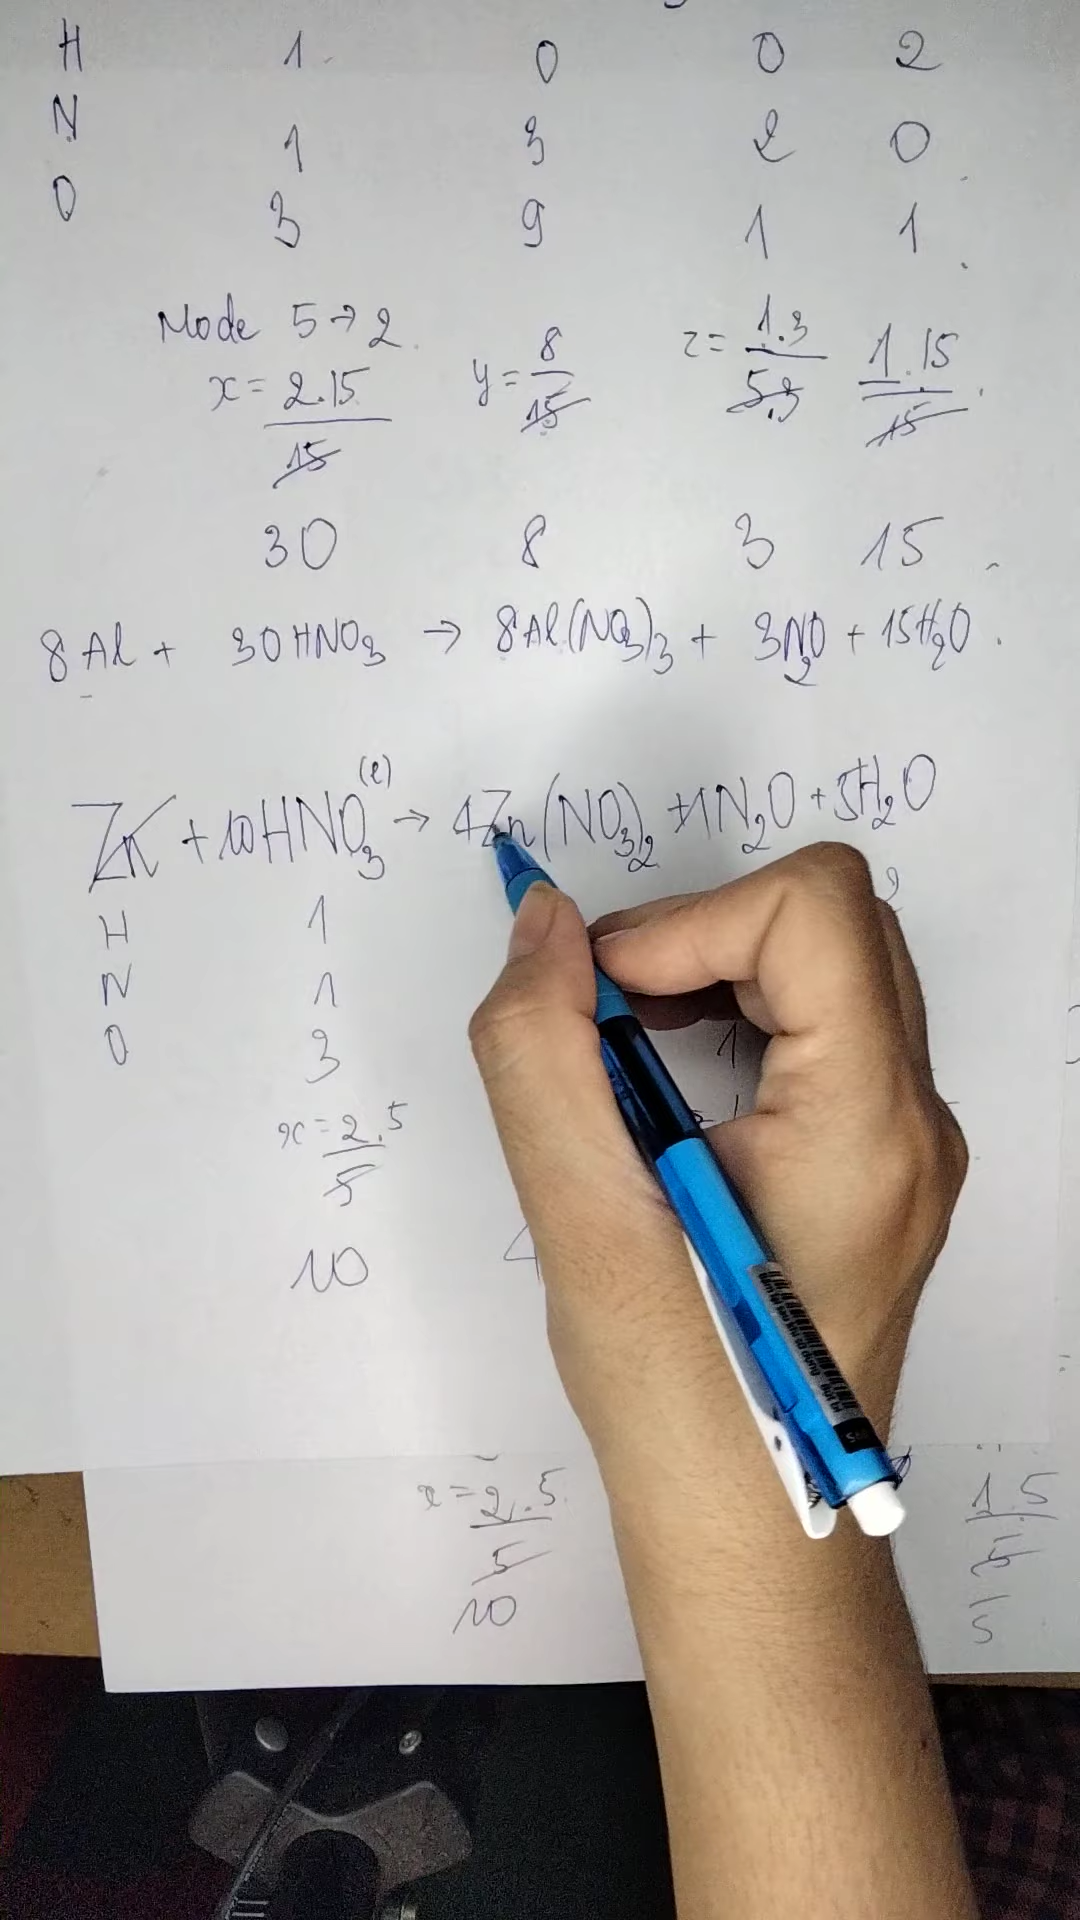 H 1 0 0 2
N 1 3 2 0
O 3 9 1 1
Mode 5→2
x= 2.15/15 y= 8/15 z= 1.3/5.3 1.15/15
30 8 3 15
8Al + 30HNO3 → 8Al(NO3)3 + 3N2O + 15H2O
Zn + 10HNO3 (l) → 4Zn(NO3)2 + 1N2O + 5H2O
H 1 2
N 1
O 3 1
x= 2.5/5
10 4
x= 2.5/5 1.5/5
10 5